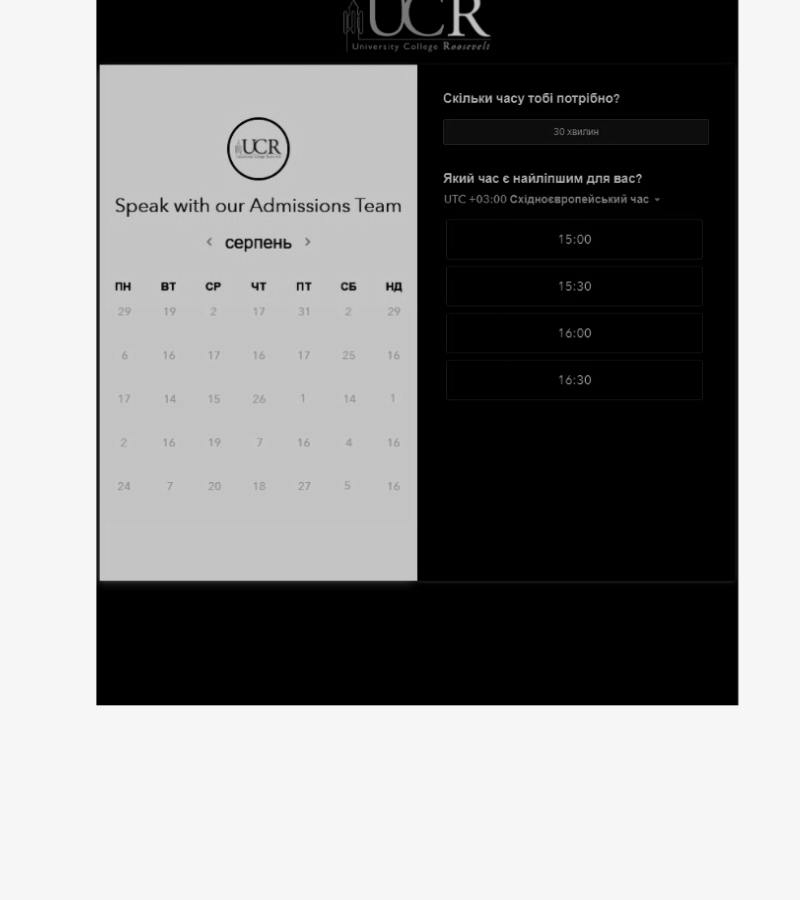 UCR
University College Roosevelt
UCR
Speak with our Admissions Team
серпень
ПН ВТ СР ЧТ ПТ СБ НД
29 19 2 17 31 2 29
6 16 17 16 17 25 16
17 14 15 26 1 14 1
2 16 19 7 16 4 16
24 7 20 18 27 5 16
Скільки часу тобі потрібно?
30 хвилин
Який час є найліпшим для вас?
UTC +03:00 Східноєвропейський час
15:00
15:30
16:00
16:30